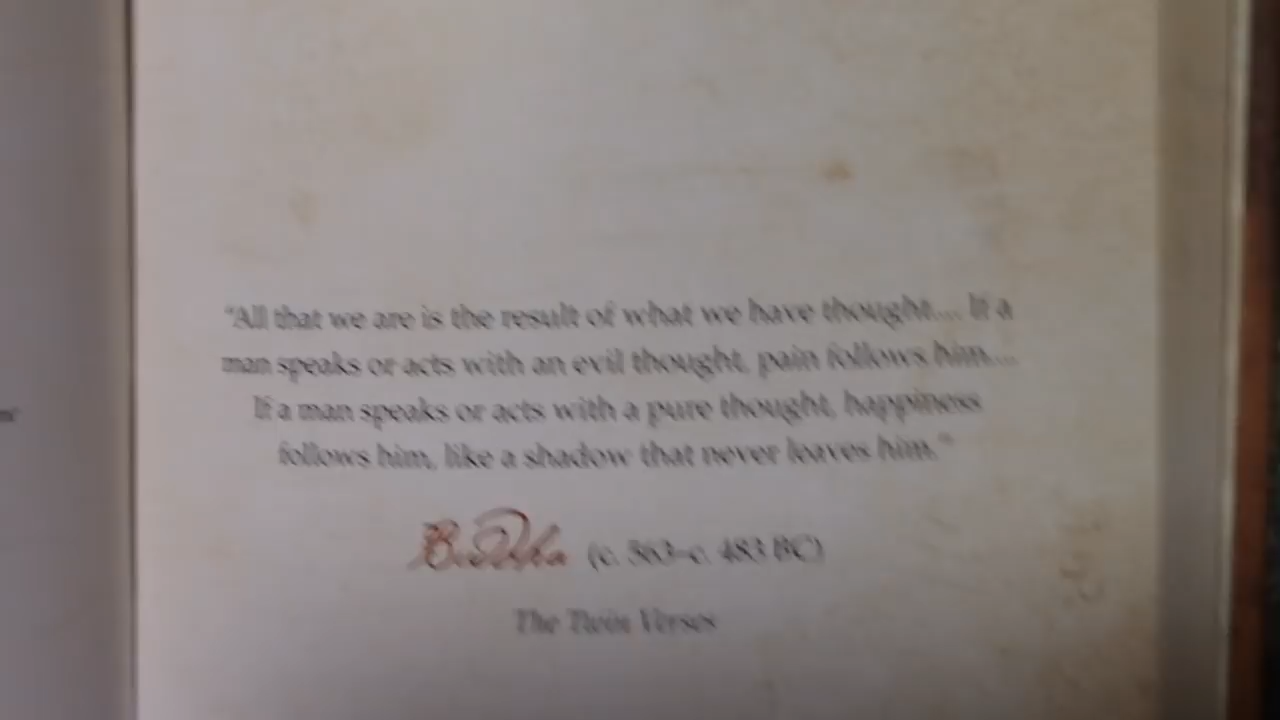 "All that we are is the result of what we have thought.... If a
man speaks or acts with an evil thought, pain follows him....
If a man speaks or acts with a pure thought, happiness
follows him, like a shadow that never leaves him."
Buddha (c. 563–c. 483 BC)
The Twin Verses